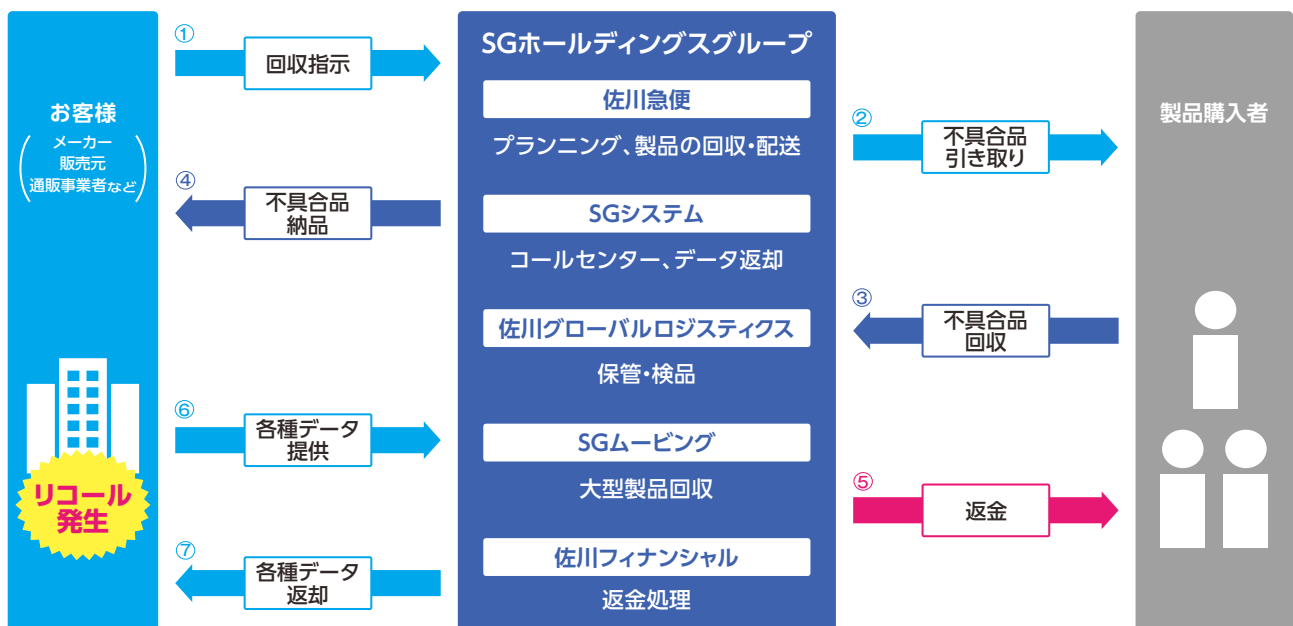 お客様
メーカー
販売元
通販事業者など
リコール
発生
①
回収指示
④
不具合品
納品
⑥
各種データ
提供
⑦
各種データ
返却
SGホールディングスグループ
佐川急便
プランニング、製品の回収・配送
SGシステム
コールセンター、データ返却
佐川グローバルロジスティクス
保管・検品
SGムービング
大型製品回収
佐川フィナンシャル
返金処理
②
不具合品
引き取り
③
不具合品
回収
⑤
返金
製品購入者